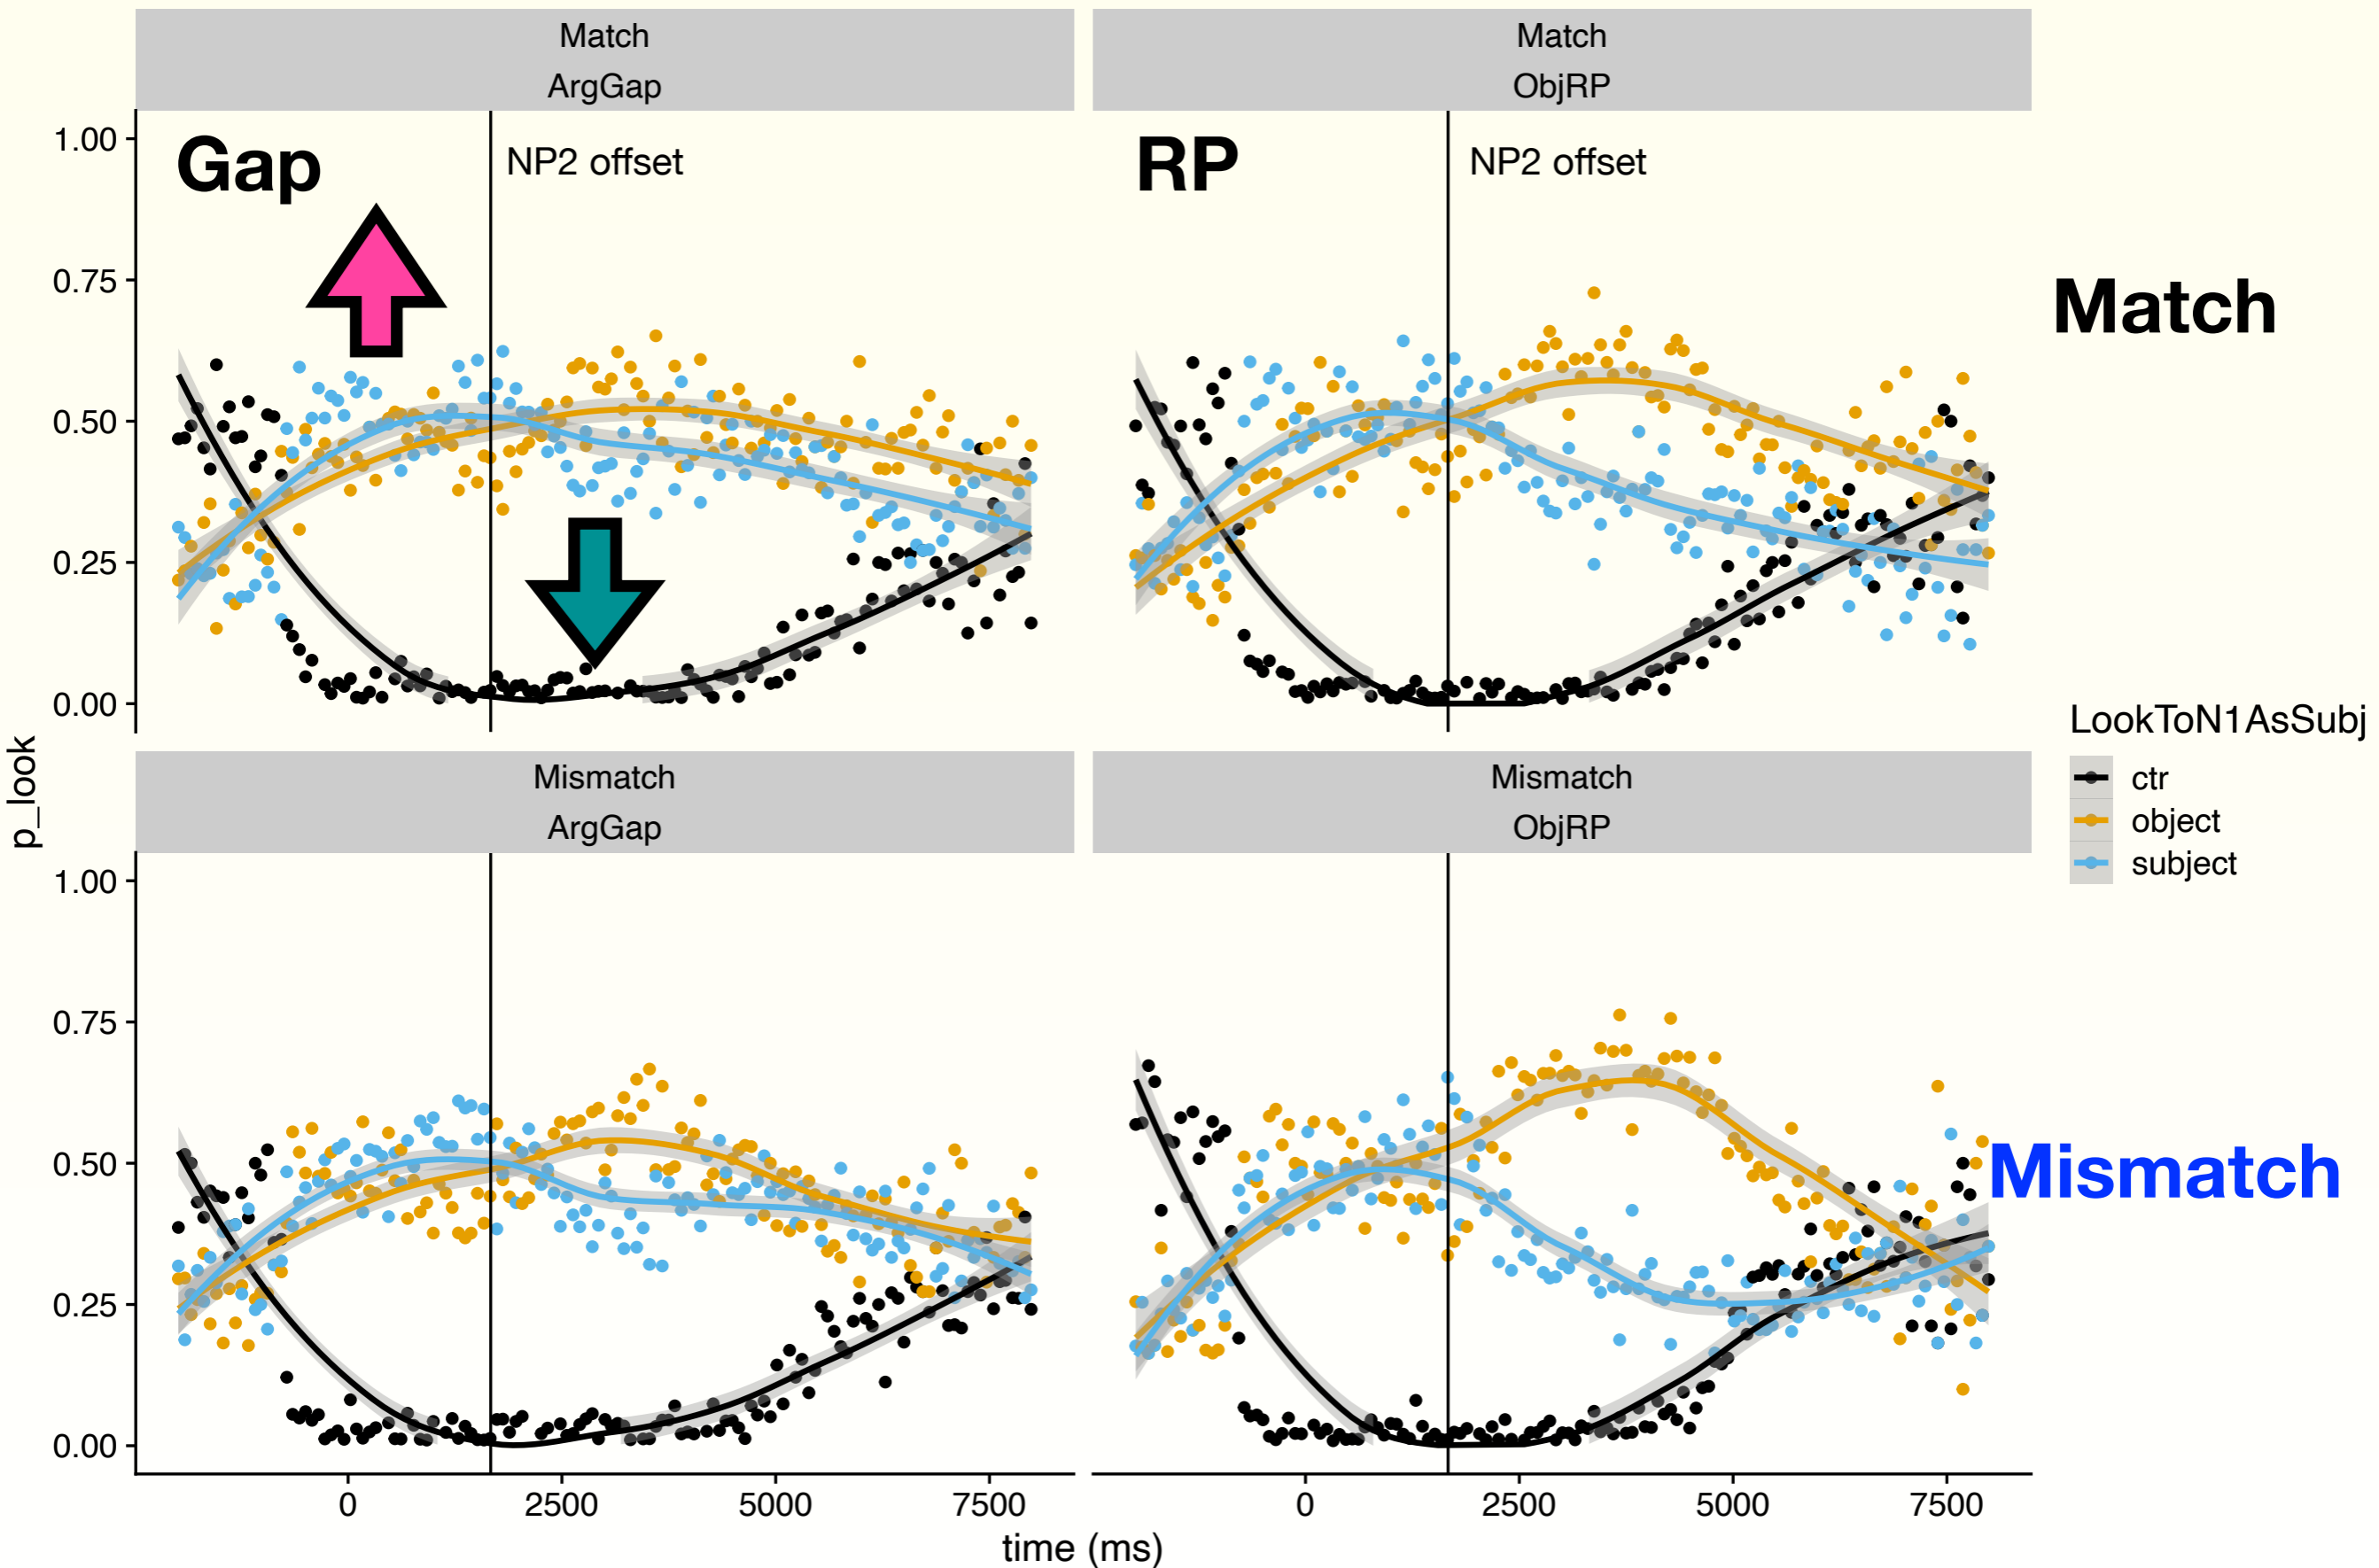 Match
ArgGap
Match
ObjRP
1.00
0.75
0.50
0.25
0.00
Gap
NP2 offset
RP
NP2 offset
Match
Mismatch
ArgGap
Mismatch
ObjRP
LookToN1AsSubj
ctr
object
subject
p_look
1.00
0.75
0.50
0.25
0.00
Mismatch
0
2500
5000
7500
0
2500
5000
7500
time (ms)